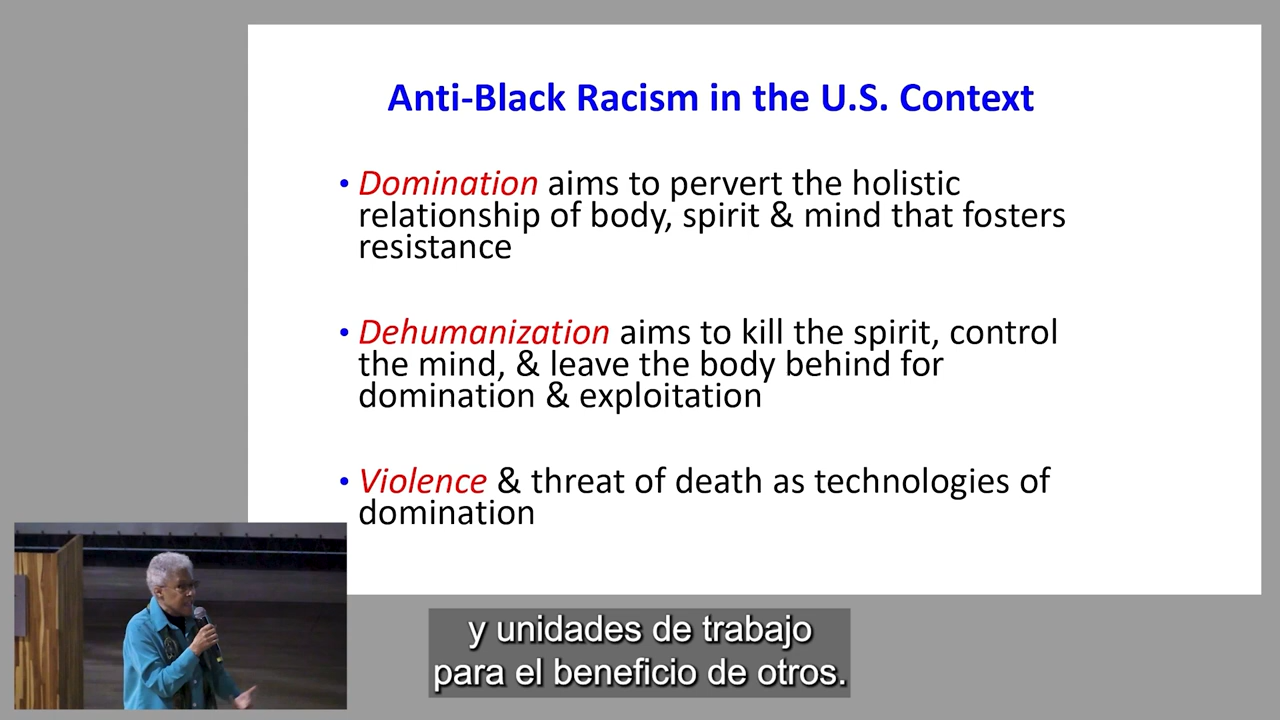 Anti-Black Racism in the U.S. Context
• Domination aims to pervert the holistic
relationship of body, spirit & mind that fosters
resistance
• Dehumanization aims to kill the spirit, control
the mind, & leave the body behind for
domination & exploitation
• Violence & threat of death as technologies of
domination
y unidades de trabajo
para el beneficio de otros.